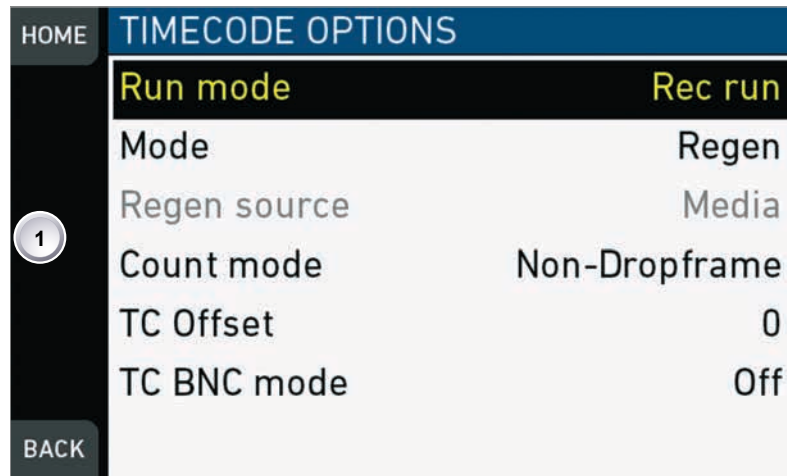 HOME
TIMECODE OPTIONS
Run mode Rec run
Mode Regen
Regen source Media
1
Count mode Non-Dropframe
TC Offset 0
TC BNC mode Off
BACK